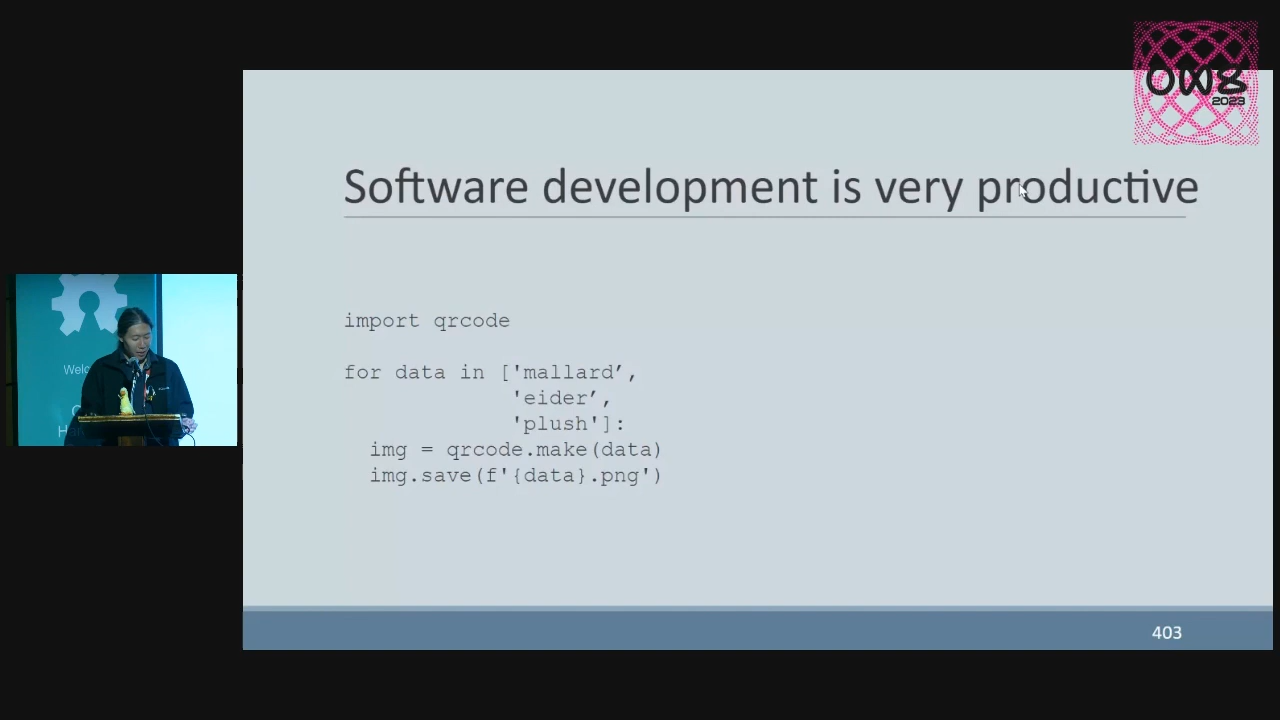 OW8
2023
Software development is very productive
import qrcode
for data in ['mallard’,
'eider’,
'plush']:
img = qrcode.make(data)
img.save(f'{data}.png')
403